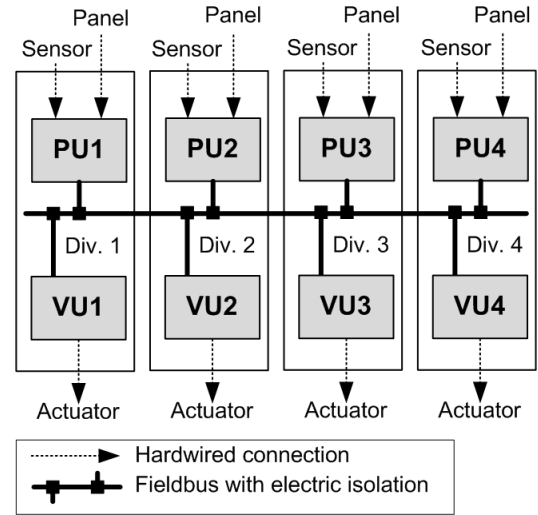 Panel Panel Panel Panel
Sensor Sensor Sensor Sensor
PU1 PU2 PU3 PU4
Div. 1 Div. 2 Div. 3 Div. 4
VU1 VU2 VU3 VU4
Actuator Actuator Actuator Actuator
Hardwired connection
Fieldbus with electric isolation